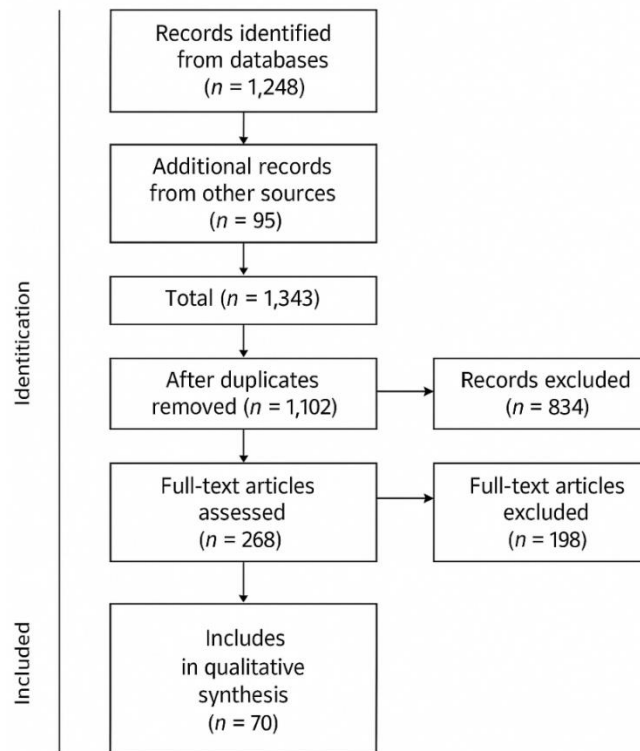 Records identified
from databases
(n = 1,248)
Additional records
from other sources
(n = 95)
Total (n = 1,343)
After duplicates
removed (n = 1,102)
Records excluded
(n = 834)
Full-text articles
assessed
(n = 268)
Full-text articles
excluded
(n = 198)
Includes
in qualitative
synthesis
(n = 70)
Identitication
Included